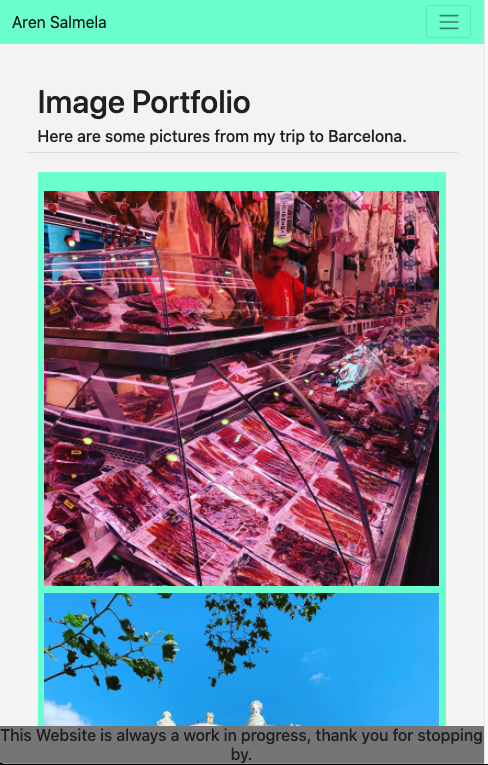 Aren Salmela
Image Portfolio
Here are some pictures from my trip to Barcelona.
This Website is always a work in progress, thank you for stopping
by.